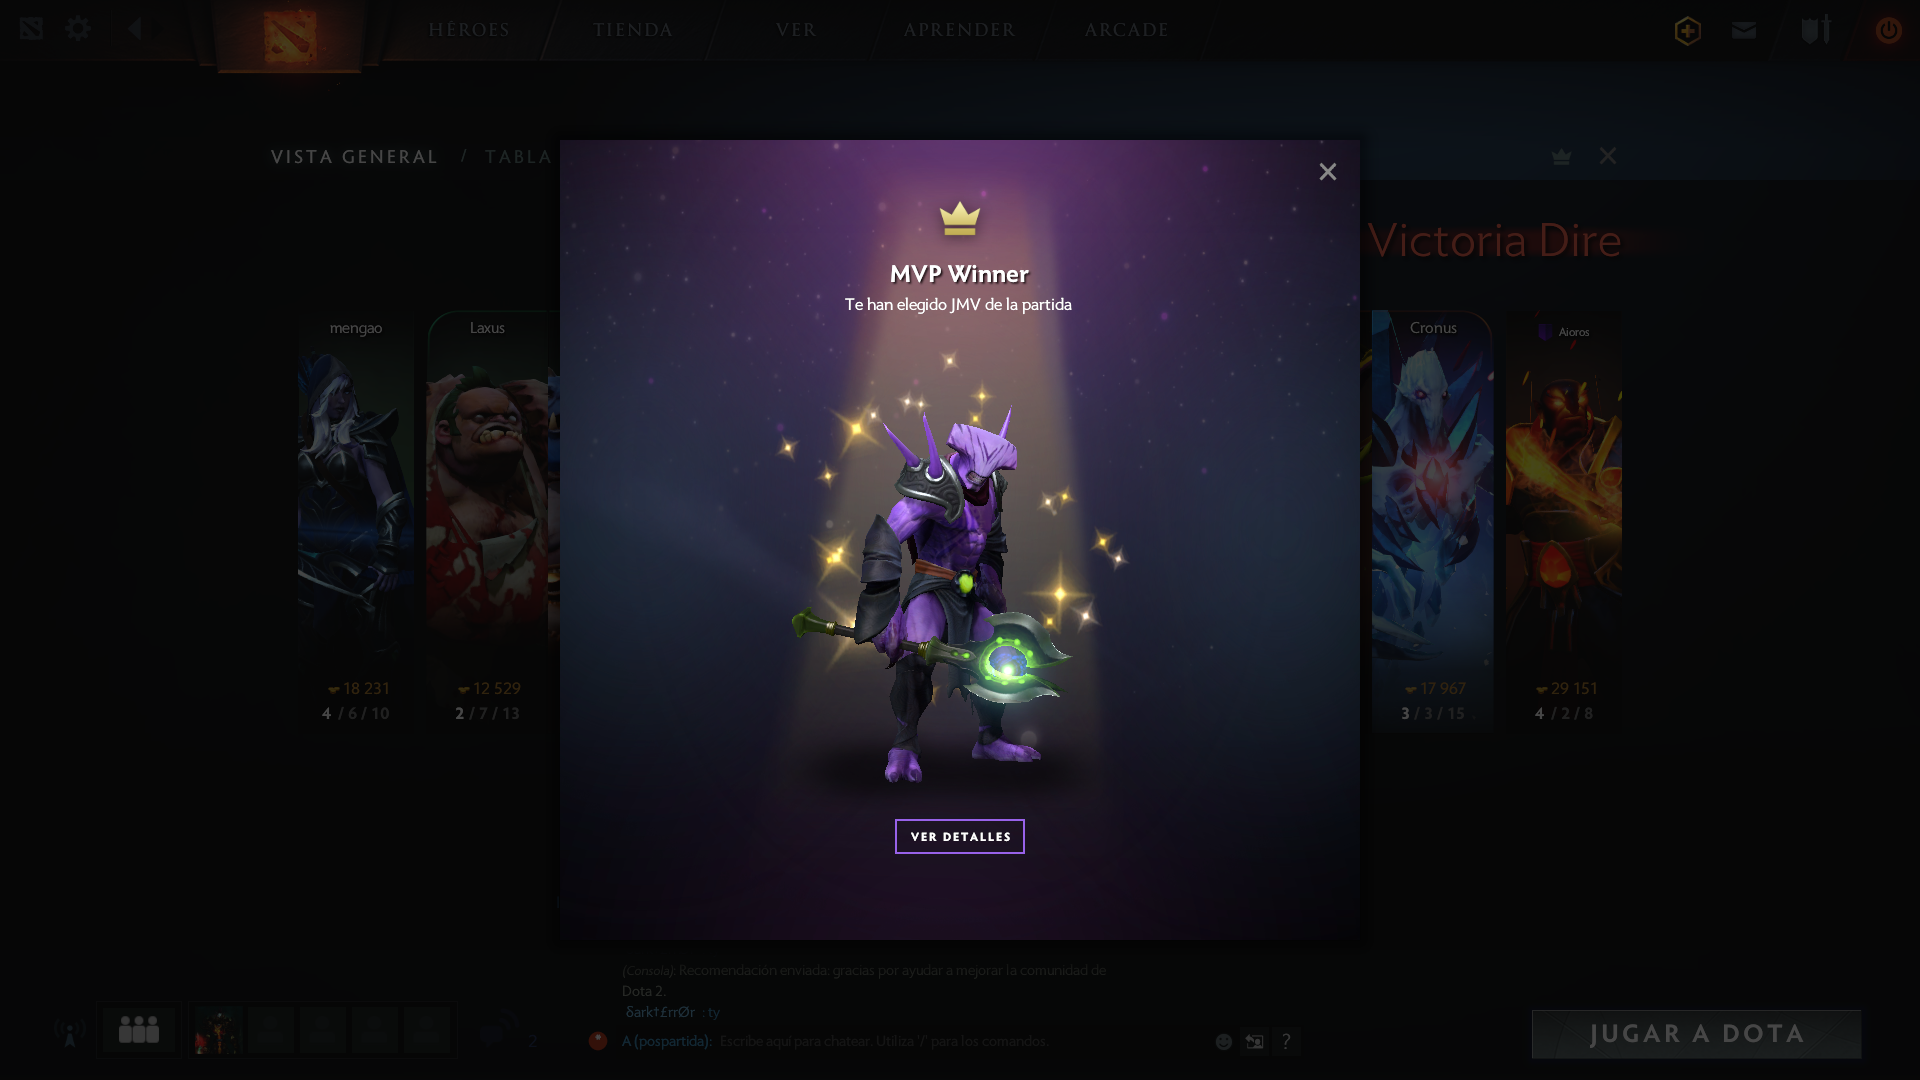 HÉROES
TIENDA
VER
APRENDER
ARCADE
VISTA GENERAL / TABLA
Victoria Dire
MVP Winner
Te han elegido JMV de la partida
mengao
Laxus
Cronus
Aioros
18 231
12 529
17 967
29 151
4 / 6 / 10
2 / 7 / 13
3 / 3 / 15
4 / 2 / 8
VER DETALLES
(Consola): Recomendación enviada; gracias por ayudar a mejorar la comunidad de
Dota 2.
δark†£rrØr : ty
A (pospartida): Escribe aquí para chatear. Utiliza '/' para los comandos.
?
2
JUGAR A DOTA